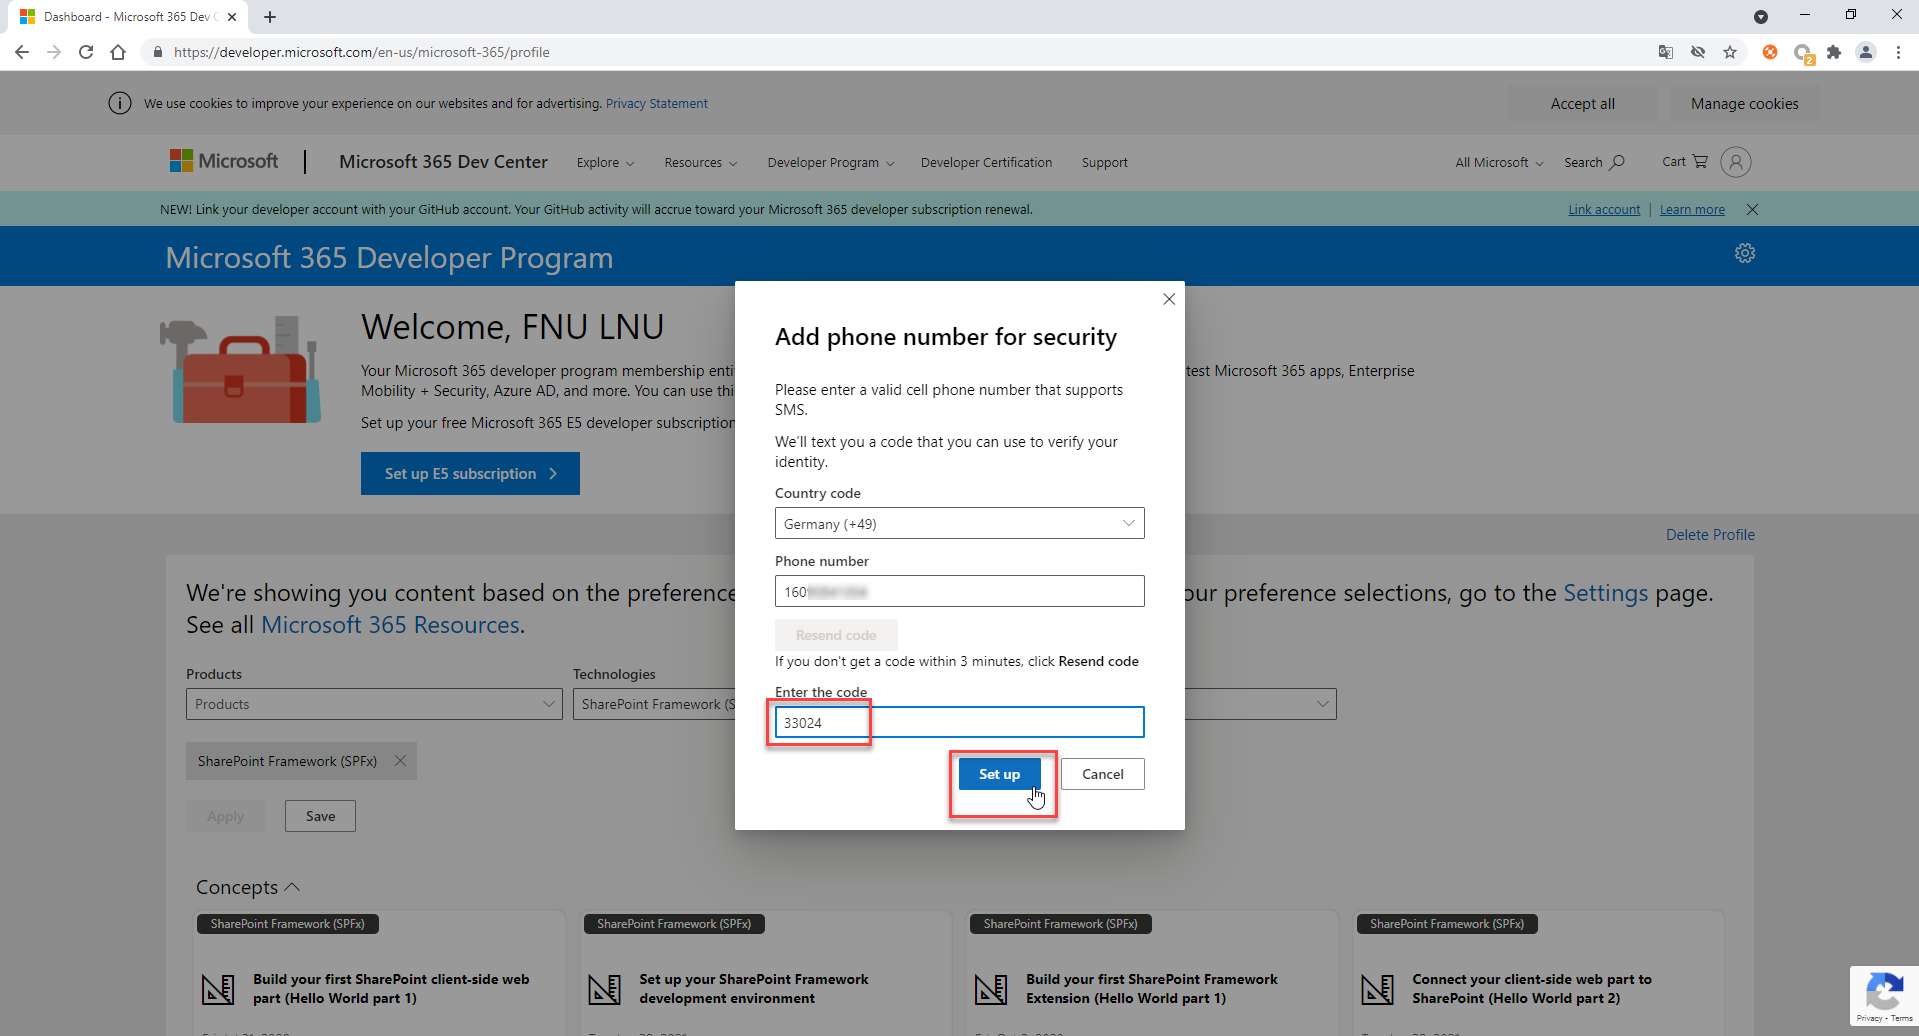 Dashboard - Microsoft 365 Dev C
https://developer.microsoft.com/en-us/microsoft-365/profile
2
We use cookies to improve your experience on our websites and for advertising. Privacy Statement
Accept all
Manage cookies
Microsoft
Microsoft 365 Dev Center
Explore
Resources
Developer Program
Developer Certification
Support
All Microsoft
Search
Cart
NEW! Link your developer account with your GitHub account. Your GitHub activity will accrue toward your Microsoft 365 developer subscription renewal.
Link account | Learn more
Microsoft 365 Developer Program
Welcome, FNU LNU
Your Microsoft 365 developer program membership enti
test Microsoft 365 apps, Enterprise
Mobility + Security, Azure AD, and more. You can use thi
Set up your free Microsoft 365 E5 developer subscription
Set up E5 subscription
Add phone number for security
Please enter a valid cell phone number that supports
SMS.
We'll text you a code that you can use to verify your
identity.
Country code
Germany (+49)
Phone number
160
Resend code
If you don't get a code within 3 minutes, click Resend code
Enter the code
33024
Set up
Cancel
Delete Profile
We're showing you content based on the preference
our preference selections, go to the Settings page.
See all Microsoft 365 Resources.
Products
Technologies
Products
SharePoint Framework (S
SharePoint Framework (SPFx)
Apply
Save
Concepts
SharePoint Framework (SPFx)
Build your first SharePoint client-side web
part (Hello World part 1)
SharePoint Framework (SPFx)
Set up your SharePoint Framework
development environment
SharePoint Framework (SPFx)
Build your first SharePoint Framework
Extension (Hello World part 1)
SharePoint Framework (SPFx)
Connect your client-side web part to
SharePoint (Hello World part 2)
Privacy - Terms